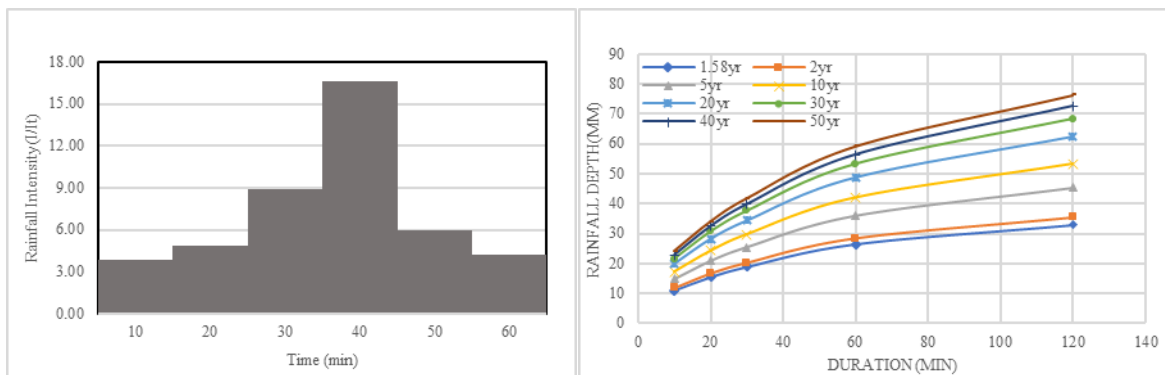 18.00
15.00
12.00
9.00
6.00
3.00
0.00
Rainfall Intensity (I/It)
10 20 30 40 50 60
Time (min)
90
80
70
60
50
40
30
20
10
0
RAINFALL DEPTH(MM)
1.58yr 2yr
5yr 10yr
20yr 30yr
40yr 50yr
0 20 40 60 80 100 120 140
DURATION (MIN)